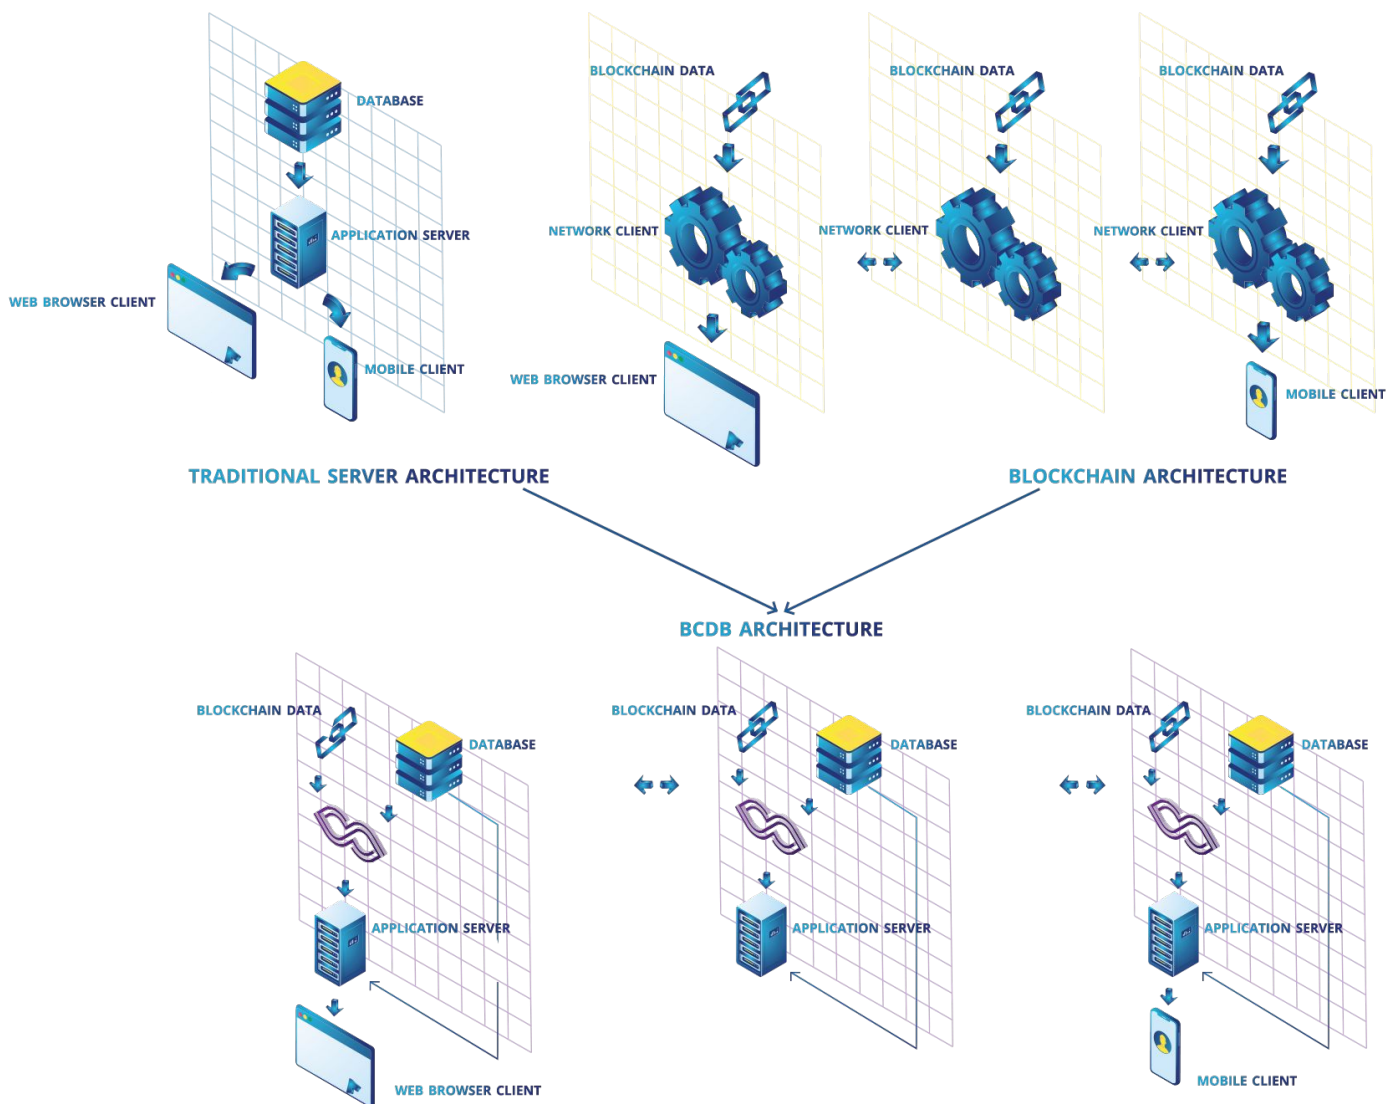 BLOCKCHAIN DATA
BLOCKCHAIN DATA
BLOCKCHAIN DATA
DATABASE
APPLICATION SERVER
NETWORK CLIENT
NETWORK CLIENT
NETWORK CLIENT
WEB BROWSER CLIENT
MOBILE CLIENT
WEB BROWSER CLIENT
MOBILE CLIENT
TRADITIONAL SERVER ARCHITECTURE
BLOCKCHAIN ARCHITECTURE
BCDB ARCHITECTURE
BLOCKCHAIN DATA
BLOCKCHAIN DATA
BLOCKCHAIN DATA
DATABASE
DATABASE
DATABASE
APPLICATION SERVER
APPLICATION SERVER
APPLICATION SERVER
WEB BROWSER CLIENT
MOBILE CLIENT